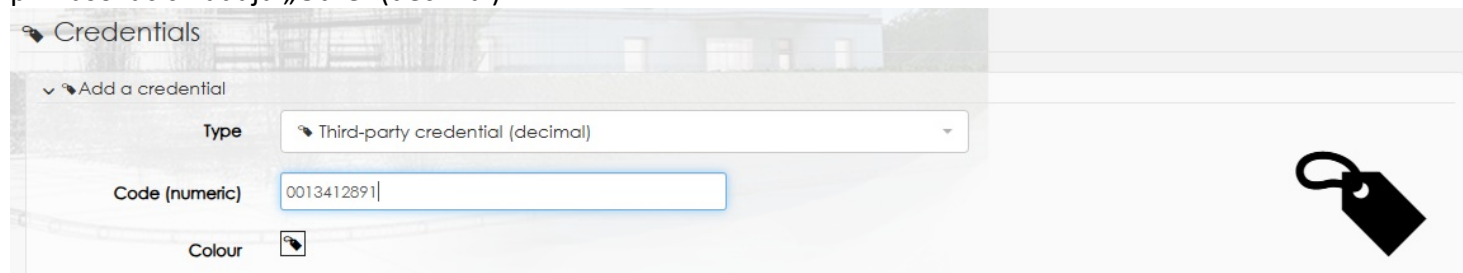 Credentials
Add a credential
Type Third-party credential (decimal)
Code (numeric) 0013412891
Colour